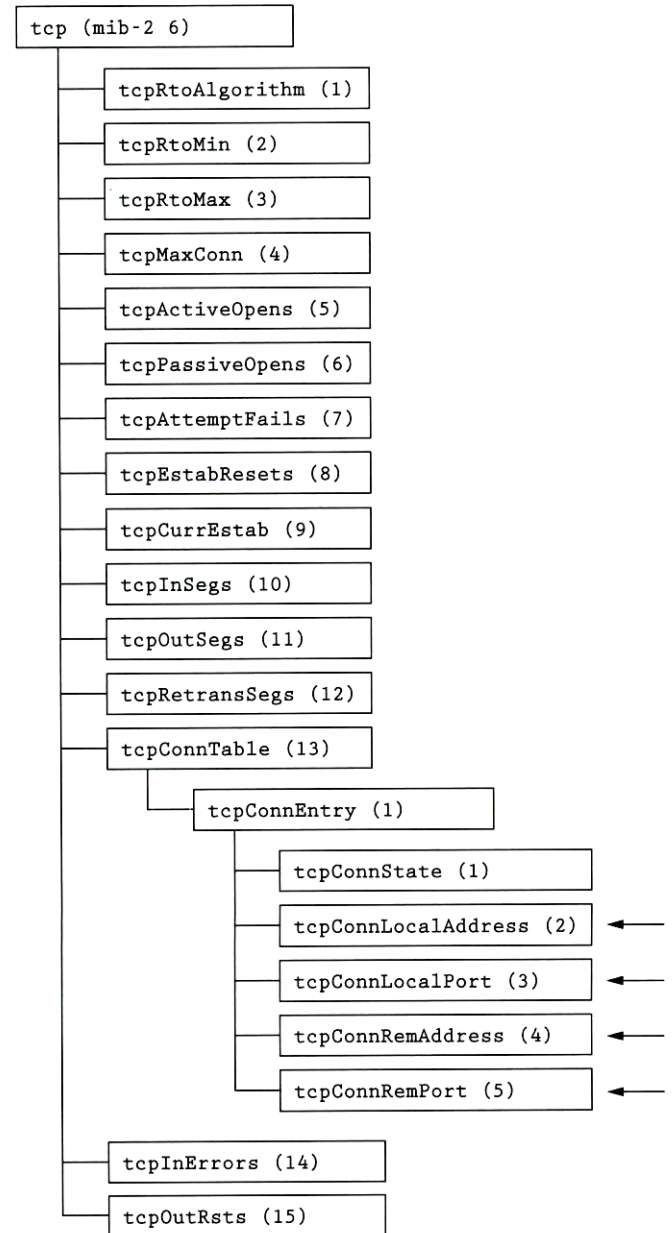 tcp (mib-2 6)
tcpRtoAlgorithm (1)
tcpRtoMin (2)
tcpRtoMax (3)
tcpMaxConn (4)
tcpActiveOpens (5)
tcpPassiveOpens (6)
tcpAttemptFails (7)
tcpEstabResets (8)
tcpCurrEstab (9)
tcpInSegs (10)
tcpOutSegs (11)
tcpRetransSegs (12)
tcpConnTable (13)
tcpConnEntry (1)
tcpConnState (1)
tcpConnLocalAddress (2)
tcpConnLocalPort (3)
tcpConnRemAddress (4)
tcpConnRemPort (5)
tcpInErrors (14)
tcpOutRsts (15)